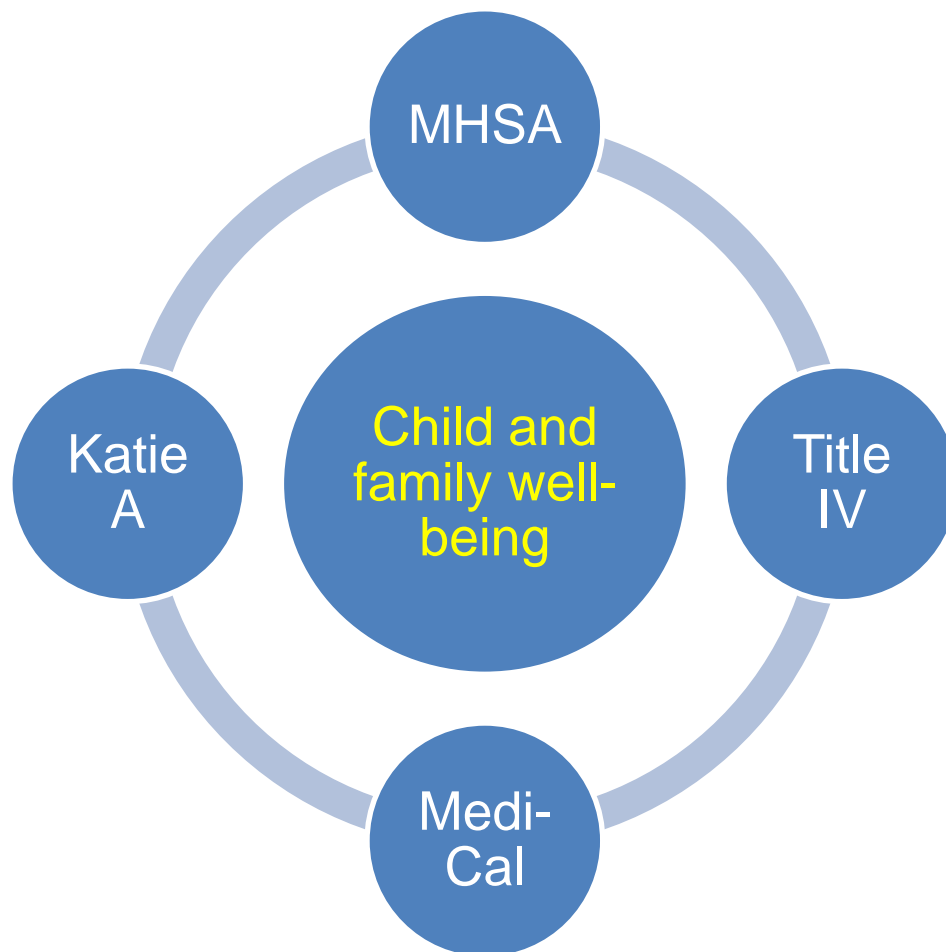 MHSA
Katie
A
Child and
family well-
being
Title
IV
Medi-
Cal